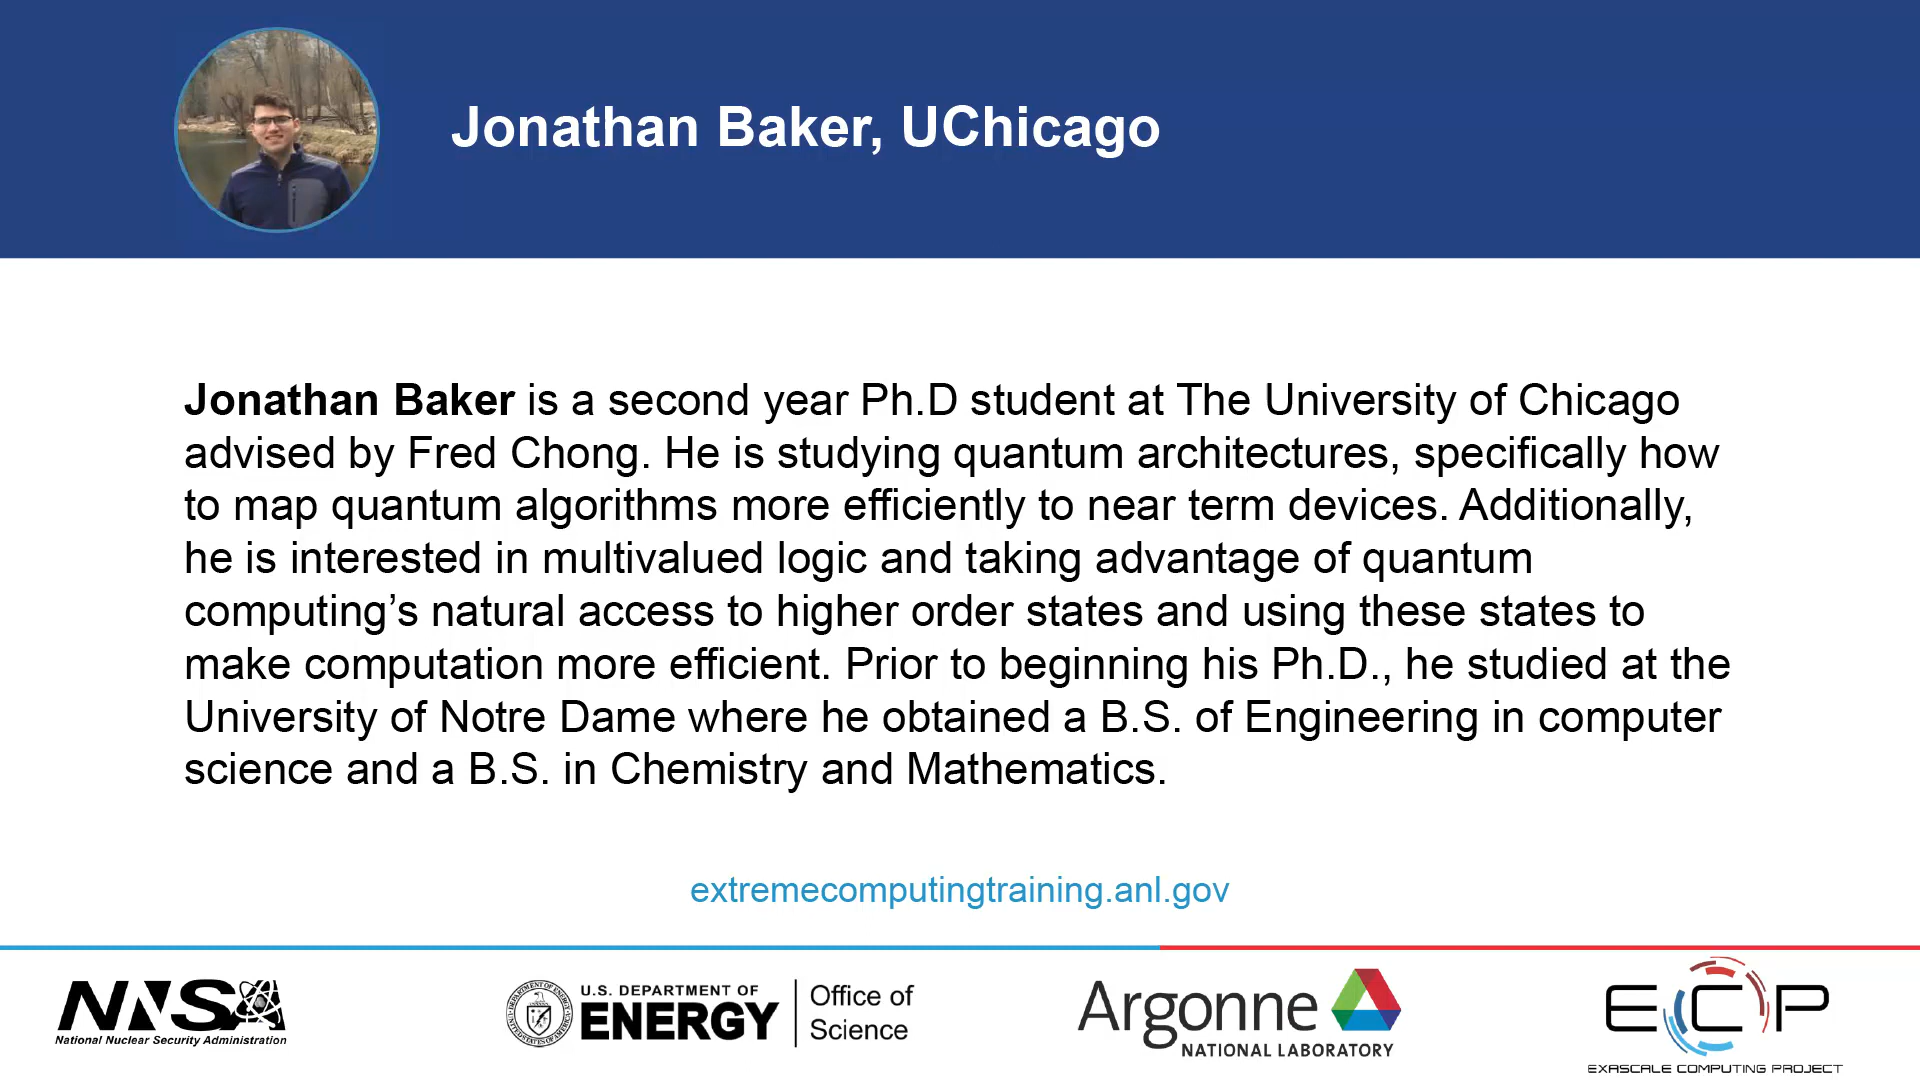 Jonathan Baker, UChicago
Jonathan Baker is a second year Ph.D student at The University of Chicago
advised by Fred Chong. He is studying quantum architectures, specifically how
to map quantum algorithms more efficiently to near term devices. Additionally,
he is interested in multivalued logic and taking advantage of quantum
computing’s natural access to higher order states and using these states to
make computation more efficient. Prior to beginning his Ph.D., he studied at the
University of Notre Dame where he obtained a B.S. of Engineering in computer
science and a B.S. in Chemistry and Mathematics.
extremecomputingtraining.anl.gov
NNSA
National Nuclear Security Administration
U.S. DEPARTMENT OF
ENERGY
Office of
Science
Argonne
NATIONAL LABORATORY
ECP
EXASCALE COMPUTING PROJECT